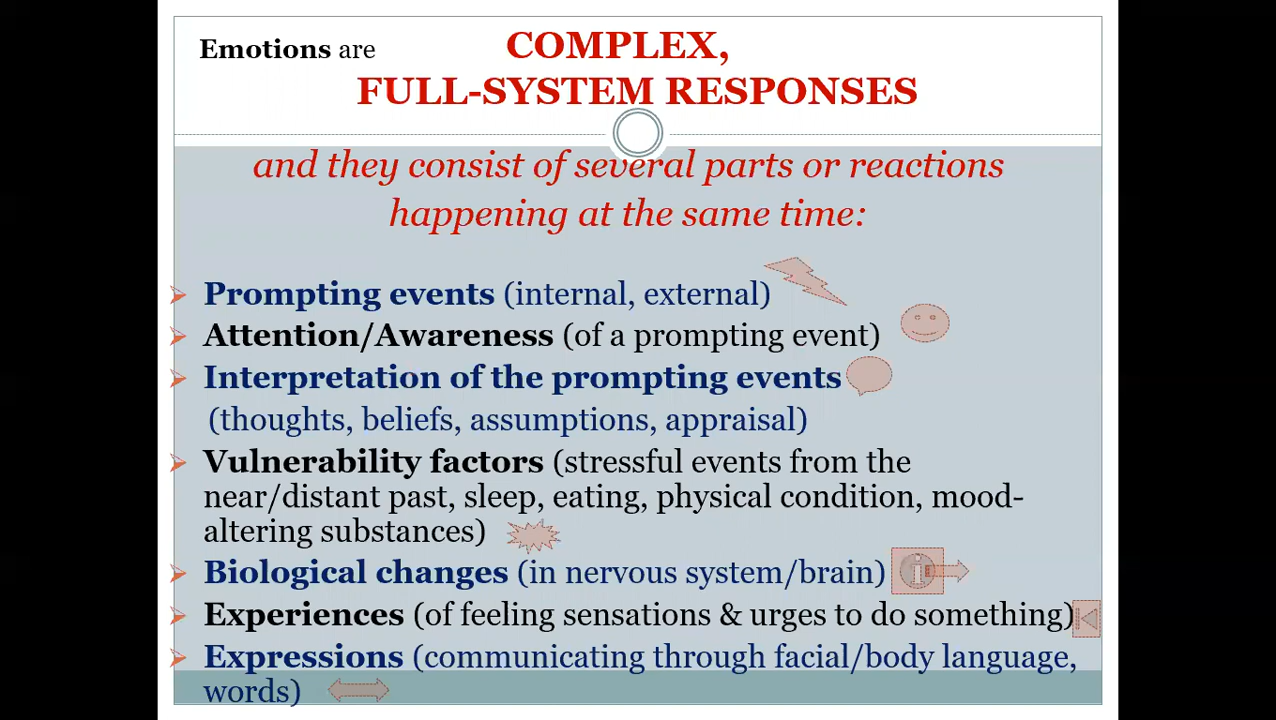 Emotions are COMPLEX,
FULL-SYSTEM RESPONSES
and they consist of several parts or reactions
happening at the same time:
Prompting events (internal, external)
Attention/Awareness (of a prompting event)
Interpretation of the prompting events
(thoughts, beliefs, assumptions, appraisal)
Vulnerability factors (stressful events from the
near/distant past, sleep, eating, physical condition, mood-
altering substances)
Biological changes (in nervous system/brain)
Experiences (of feeling sensations & urges to do something)
Expressions (communicating through facial/body language,
words)